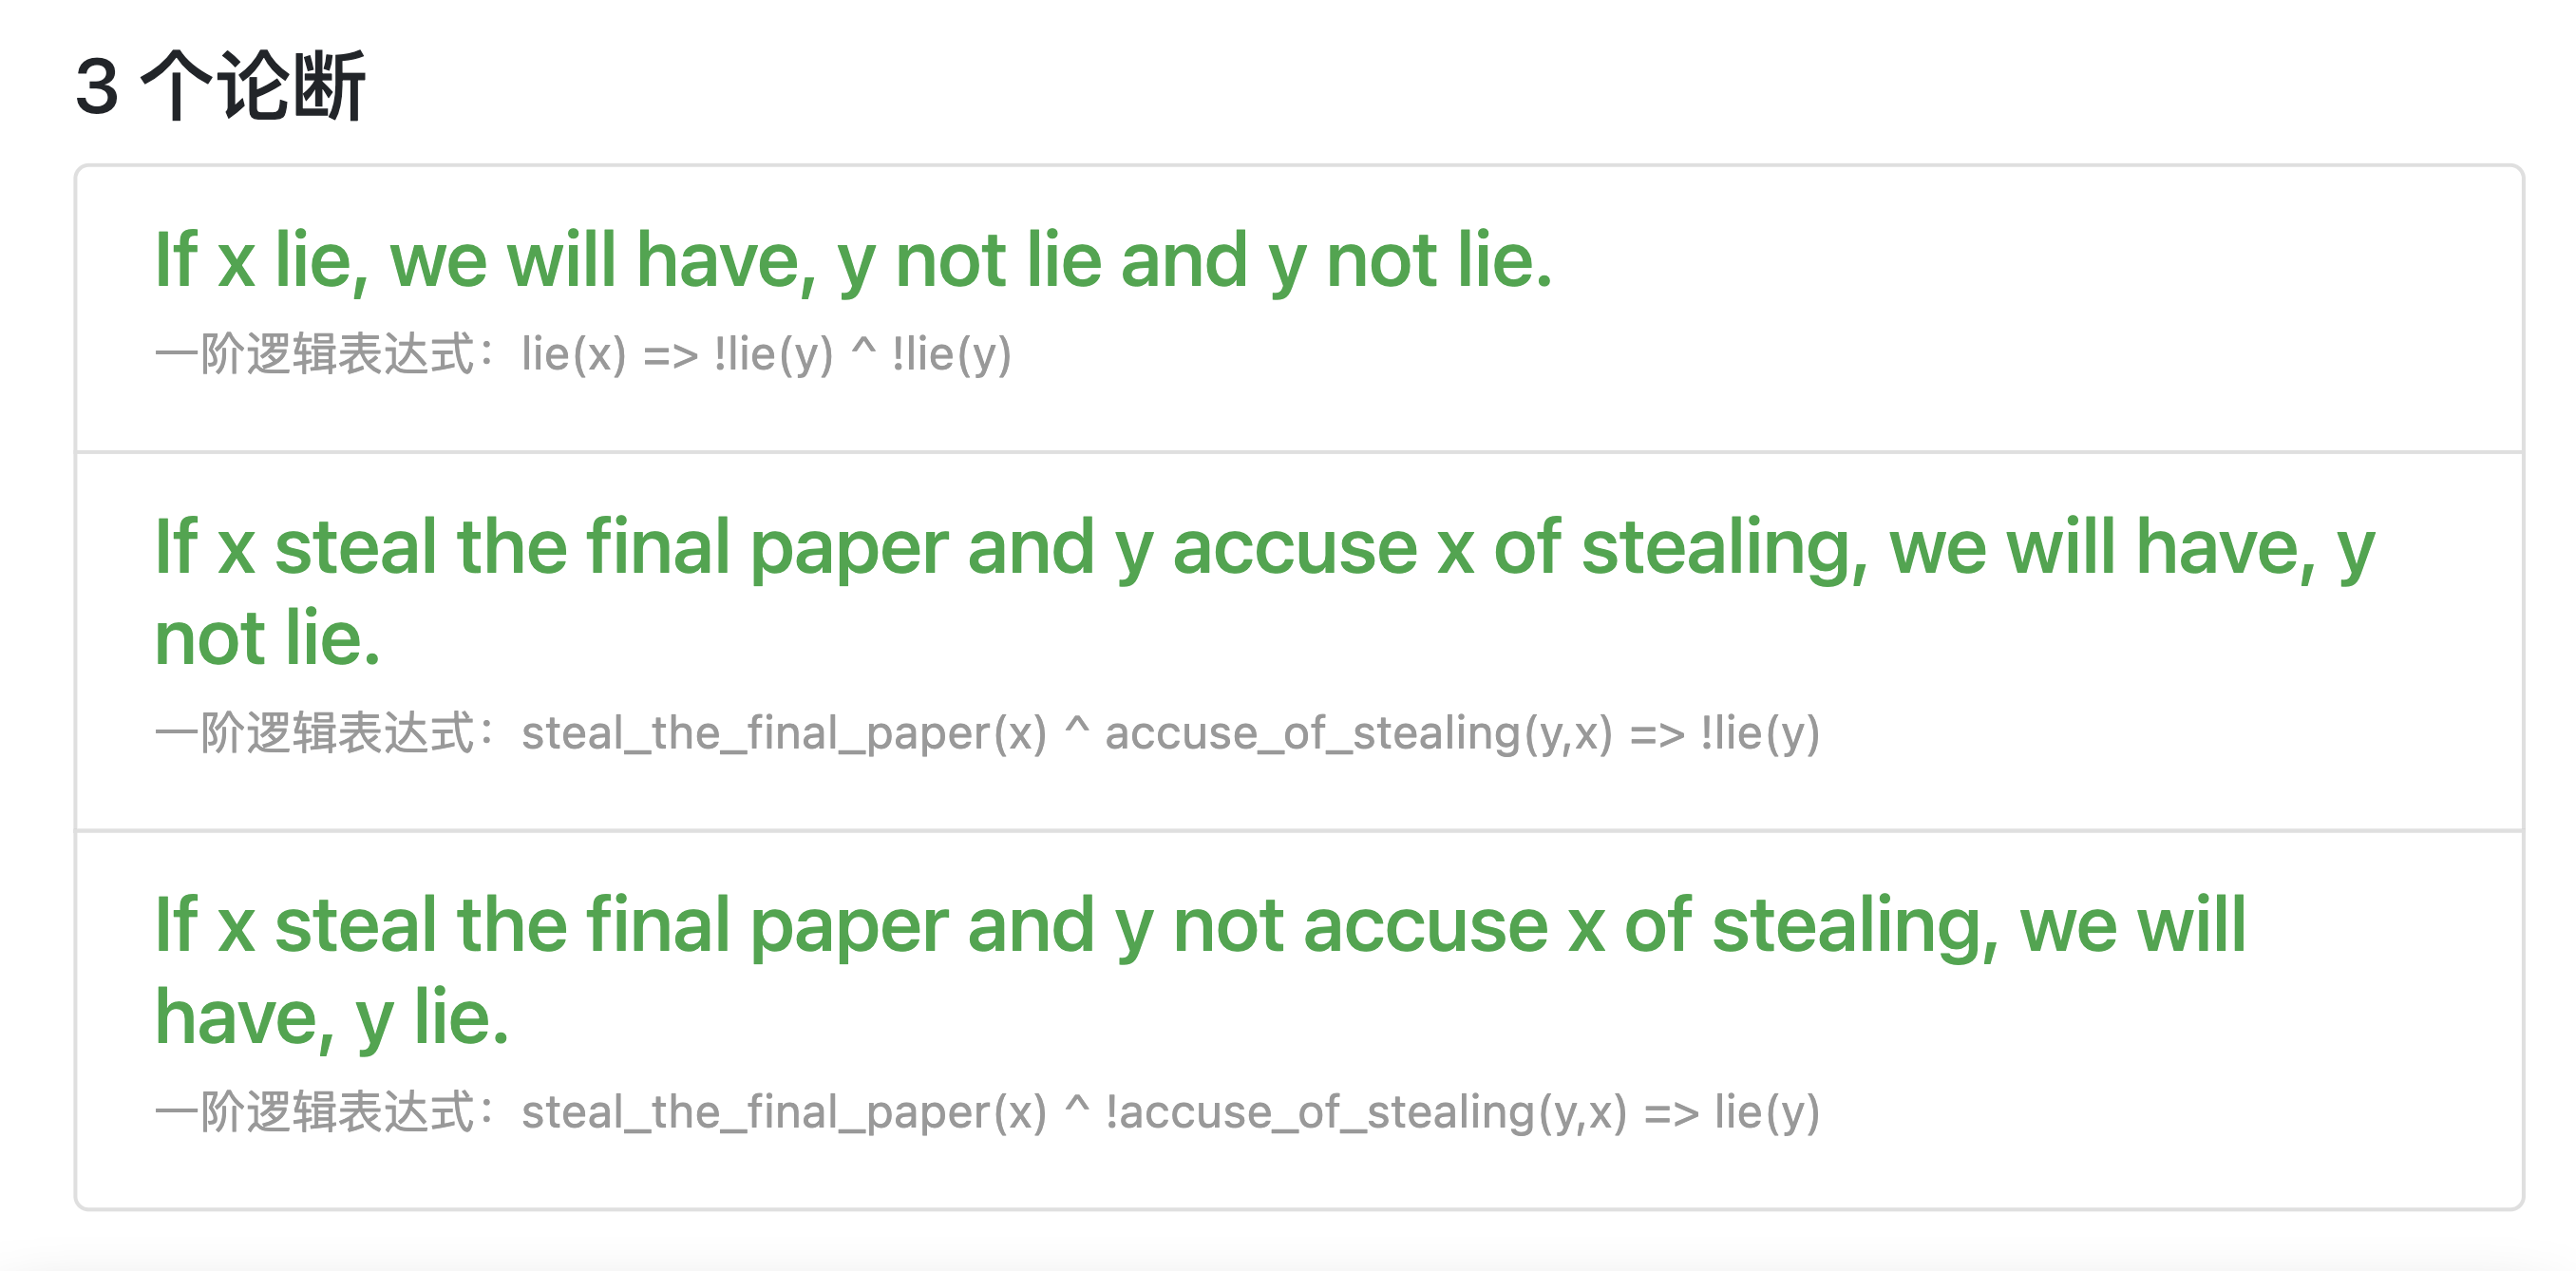 3 个论断
If x lie, we will have, y not lie and y not lie.
一阶逻辑表达式：lie(x) => !lie(y) ^ !lie(y)
If x steal the final paper and y accuse x of stealing, we will have, y
not lie.
一阶逻辑表达式：steal_the_final_paper(x) ^ accuse_of_stealing(y,x) => !lie(y)
If x steal the final paper and y not accuse x of stealing, we will
have, y lie.
一阶逻辑表达式：steal_the_final_paper(x) ^ !accuse_of_stealing(y,x) => lie(y)